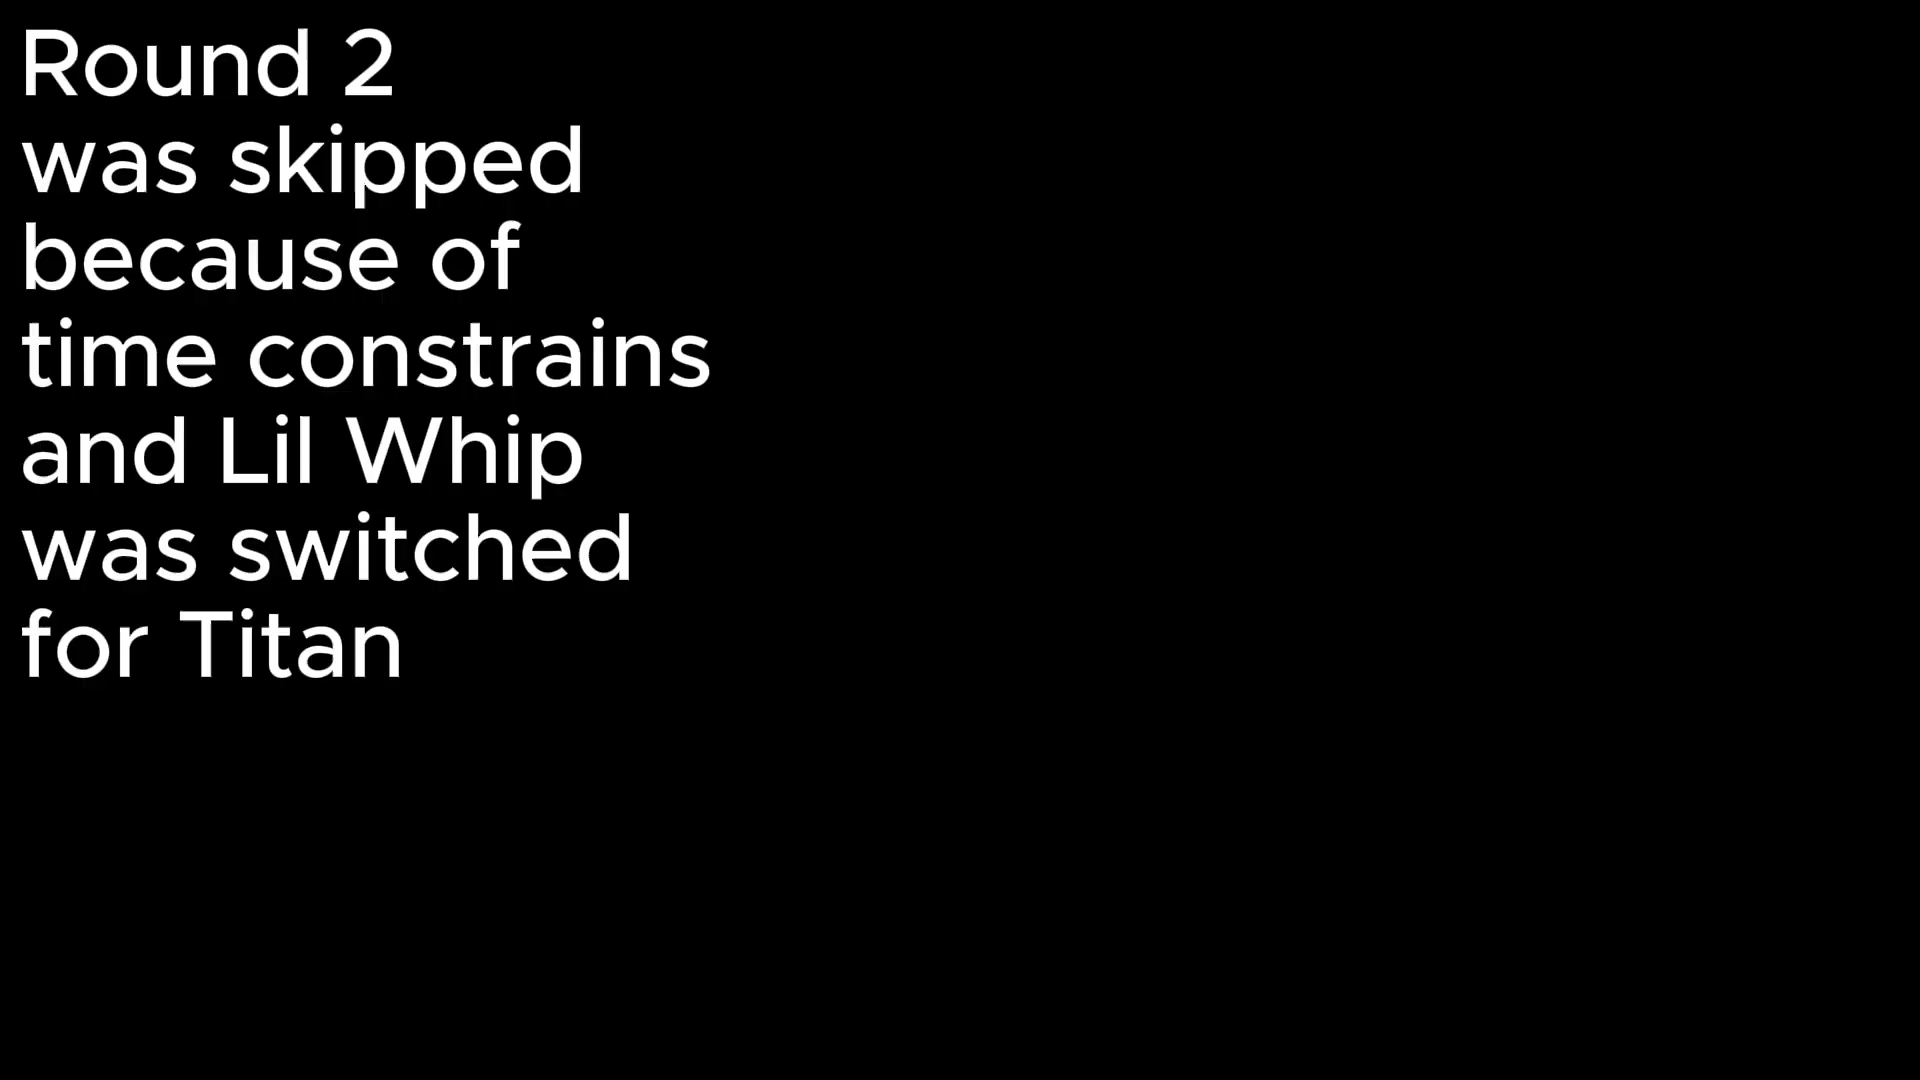 Round 2
was skipped
because of
time constrains
and Lil Whip
was switched
for Titan